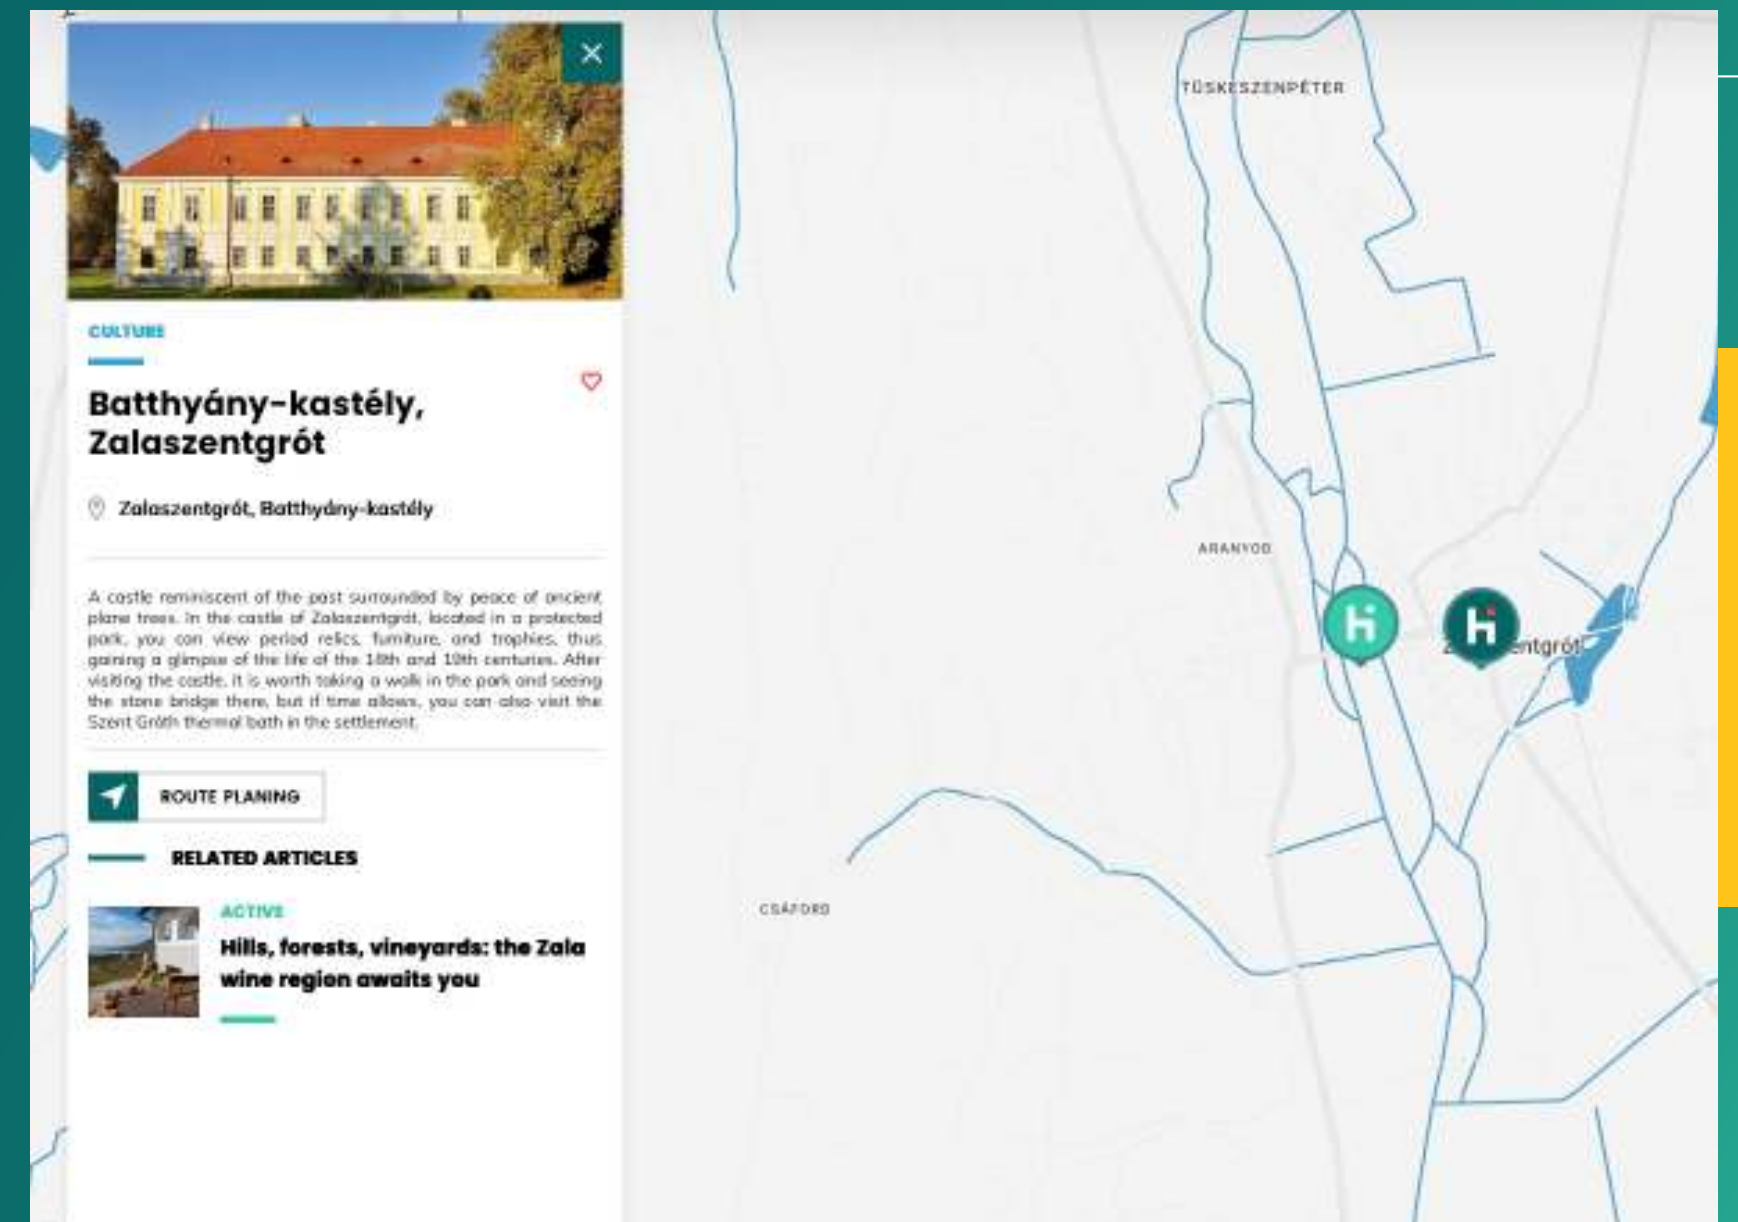 CULTURE
Batthyány-kastély,
Zalaszentgrót
Zalaszentgrót, Batthyány-kastély
A castle reminiscent of the past surrounded by peace of ancient
plane trees. In the castle of Zalaszentgrót, located in a protected
park, you can view period relics, furniture, and trophies, thus
gaining a glimpse of the life of the 18th and 19th centuries. After
visiting the castle, it is worth taking a walk in the park and seeing
the stone bridge there, but if time allows, you can also visit the
Szent Gróth thermal bath in the settlement.
ROUTE PLANING
RELATED ARTICLES
ACTIVE
Hills, forests, vineyards: the Zala
wine region awaits you
TÜSKESZENPÉTER
ARANYOD
hi
hi
entgrót
CSÁFORD